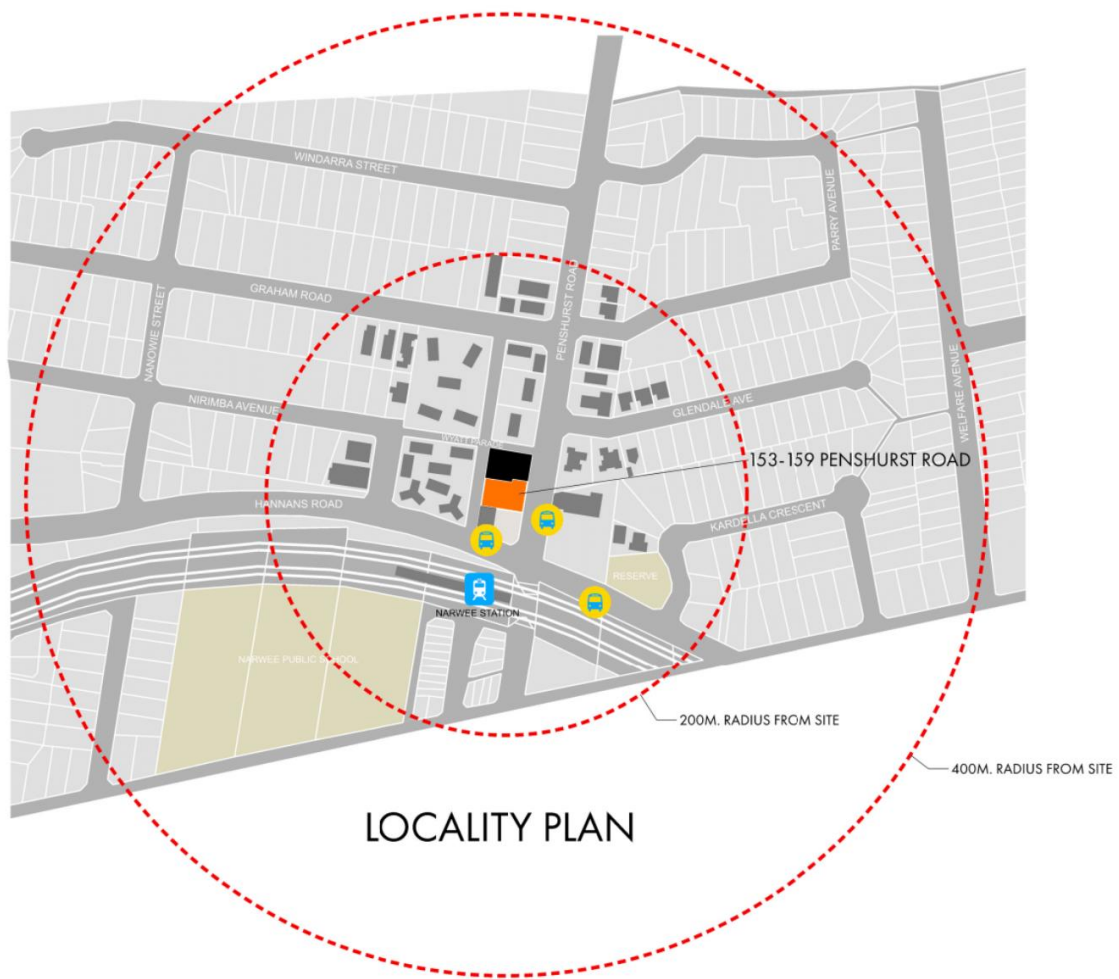 WINDARRA STREET
PARRY AVENUE
PENSHURST ROAD
GRAHAM ROAD
NANOWIE STREET
NIRIMBA AVENUE
GLENDALE AVE
WELFARE AVENUE
WYATT PARADE
153-159 PENSHURST ROAD
HANNANS ROAD
KARDELLA CRESCENT
RESERVE
NARWEE STATION
NARWEE PUBLIC SCHOOL
200M. RADIUS FROM SITE
400M. RADIUS FROM SITE
LOCALITY PLAN